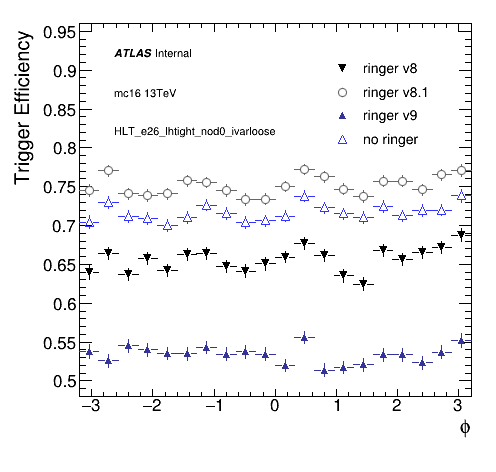 Trigger Efficiency
0.95
0.9
0.85
0.8
0.75
0.7
0.65
0.6
0.55
0.5
ATLAS Internal
mc16 13TeV
HLT_e26_lhtight_nod0_ivarloose
ringer v8
ringer v8.1
ringer v9
no ringer
−3 −2 −1 0 1 2 3
ϕ